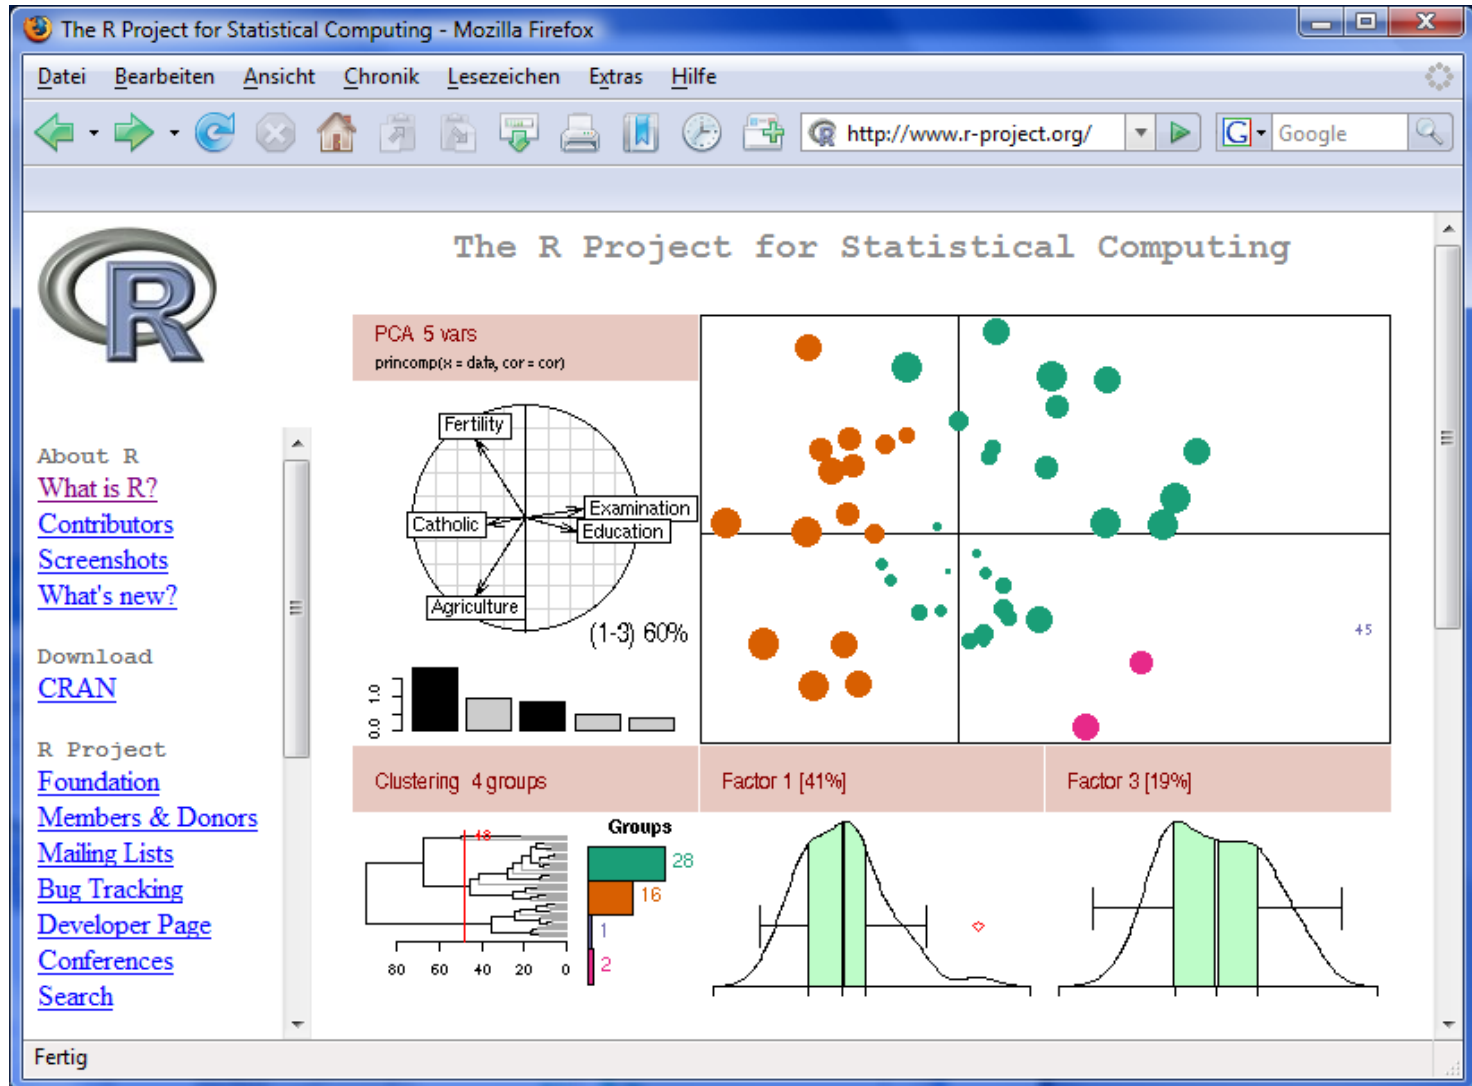 The R Project for Statistical Computing - Mozilla Firefox
Datei Bearbeiten Ansicht Chronik Lesezeichen Extras Hilfe
http://www.r-project.org/ G Google
R
The R Project for Statistical Computing
About R
What is R?
Contributors
Screenshots
What's new?
Download
CRAN
R Project
Foundation
Members & Donors
Mailing Lists
Bug Tracking
Developer Page
Conferences
Search
PCA 5 vars
princomp(x = data, cor = cor)
Fertility
Examination
Catholic
Education
Agriculture
(1-3) 60%
1.0
0.0
45
Clustering 4 groups
Factor 1 [41%]
Factor 3 [19%]
48
Groups
28
16
1
2
80 60 40 20 0
Fertig